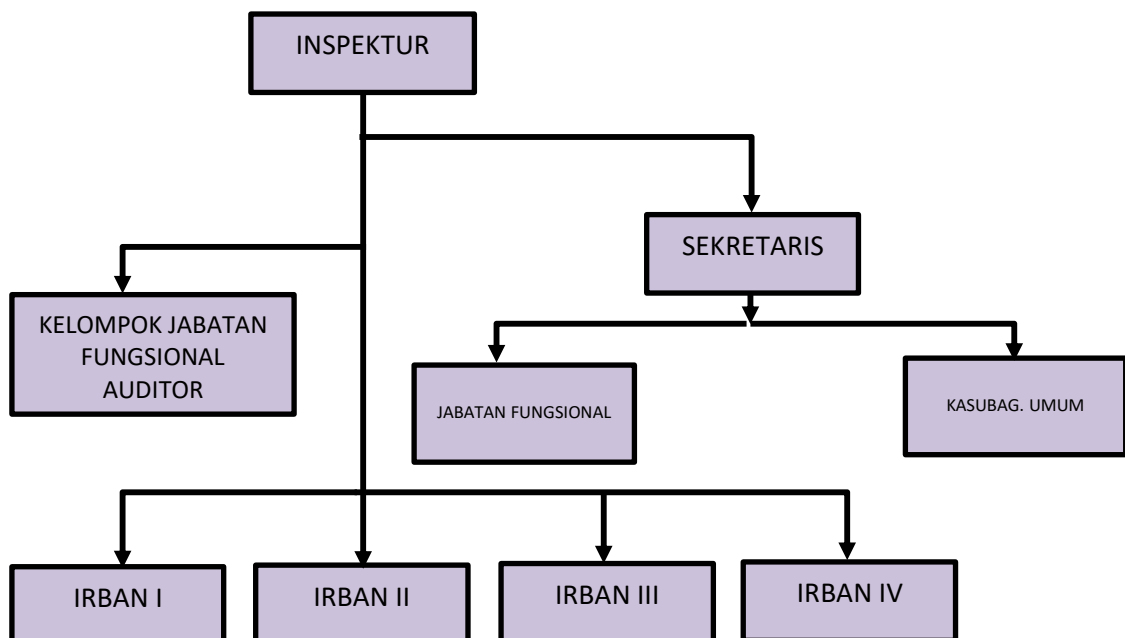 INSPEKTUR
SEKRETARIS
KELOMPOK JABATAN
FUNGSIONAL
AUDITOR
JABATAN FUNGSIONAL
KASUBAG. UMUM
IRBAN I
IRBAN II
IRBAN III
IRBAN IV